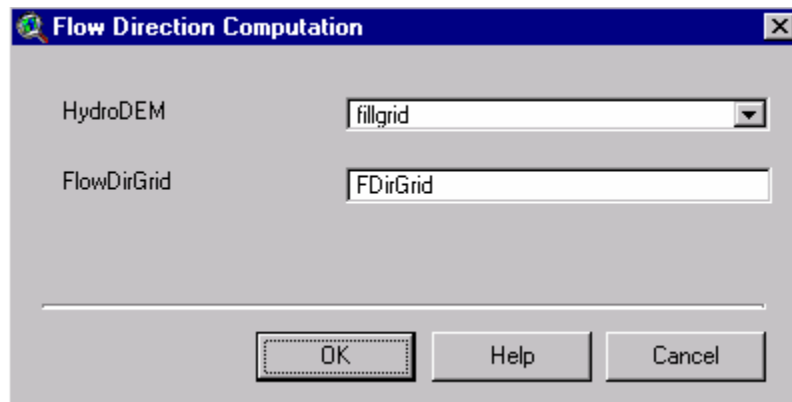 Flow Direction Computation
HydroDEM fillgrid
FlowDirGrid FDirGrid
OK Help Cancel